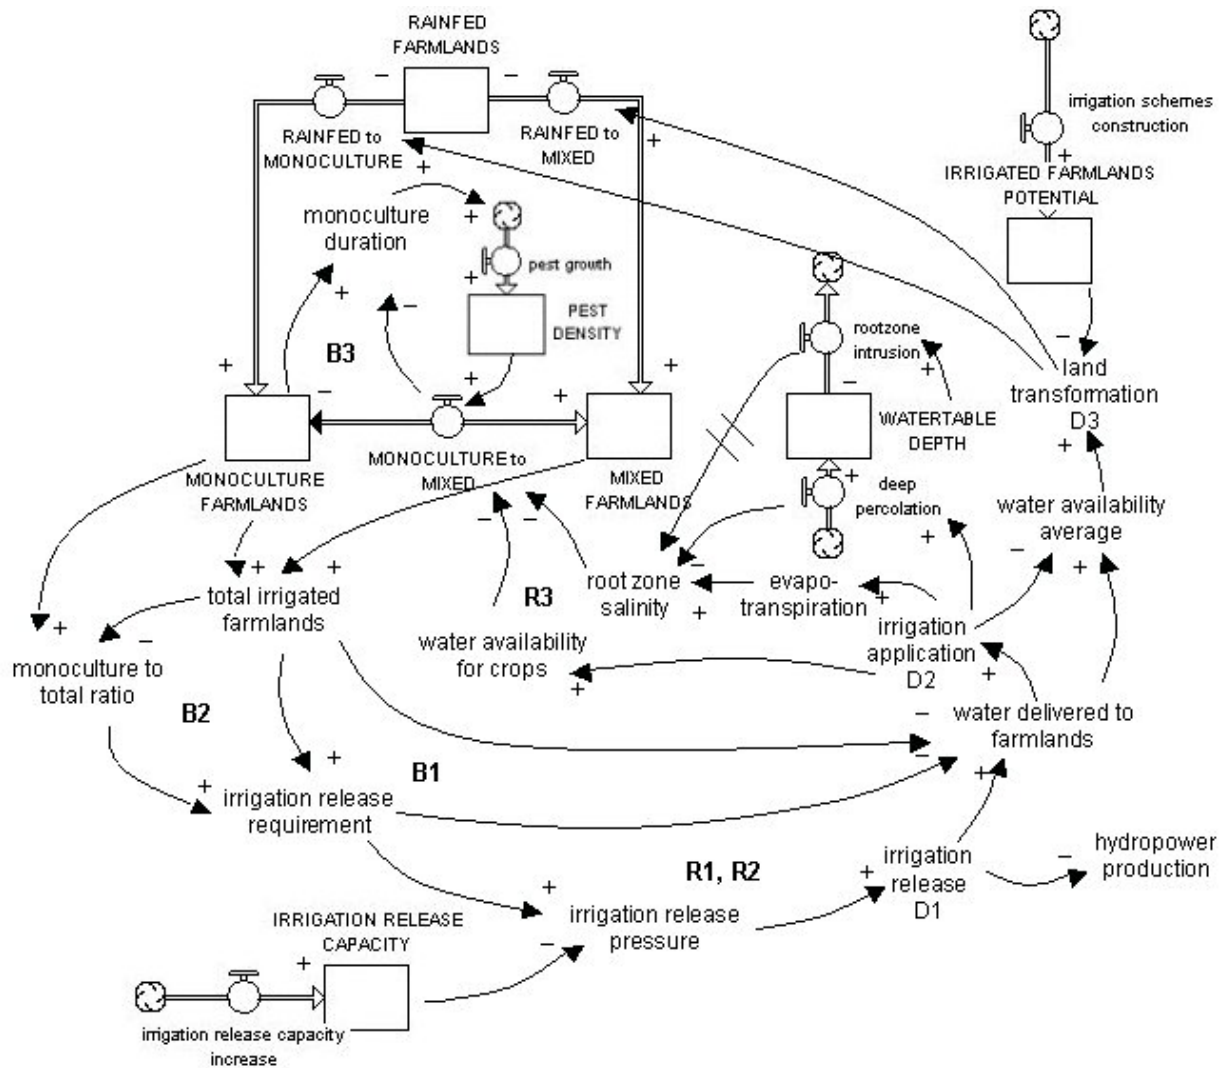 RAINFED
FARMLANDS
RAINFED to
MONOCULTURE
RAINFED to
MIXED
irrigation schemes
construction
IRRIGATED FARMLANDS
POTENTIAL
monoculture
duration
pest growth
PEST
DENSITY
rootzone
intrusion
land
transformation
D3
B3
WATERTABLE
DEPTH
MONOCULTURE
FARMLANDS
MONOCULTURE to
MIXED
MIXED
FARMLANDS
deep
percolation
water availability
average
total irrigated
farmlands
R3
root zone
salinity
evapo-
transpiration
irrigation
application
D2
monoculture to
total ratio
water availability
for crops
B2
water delivered to
farmlands
B1
irrigation release
requirement
R1, R2
irrigation
release
D1
hydropower
production
irrigation release
pressure
IRRIGATION RELEASE
CAPACITY
irrigation release capacity
increase